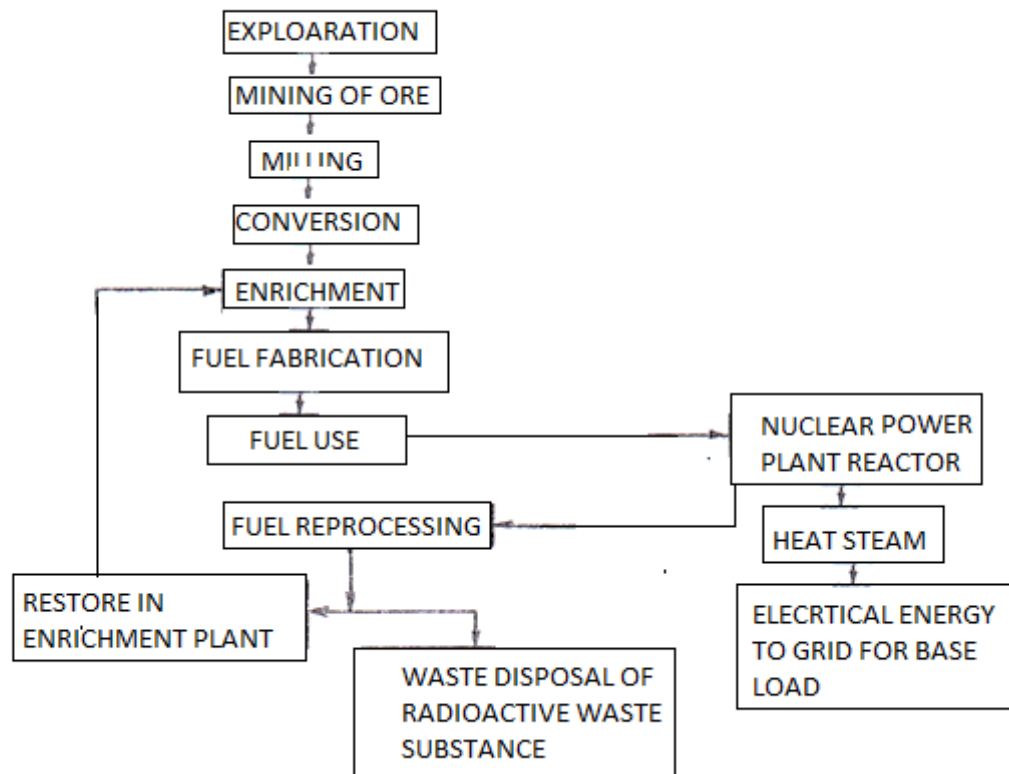 EXPLOARATION
MINING OF ORE
MILLING
CONVERSION
ENRICHMENT
FUEL FABRICATION
FUEL USE
NUCLEAR POWER
PLANT REACTOR
FUEL REPROCESSING
HEAT STEAM
RESTORE IN
ENRICHMENT PLANT
ELECRTICAL ENERGY
TO GRID FOR BASE
LOAD
WASTE DISPOSAL OF
RADIOACTIVE WASTE
SUBSTANCE